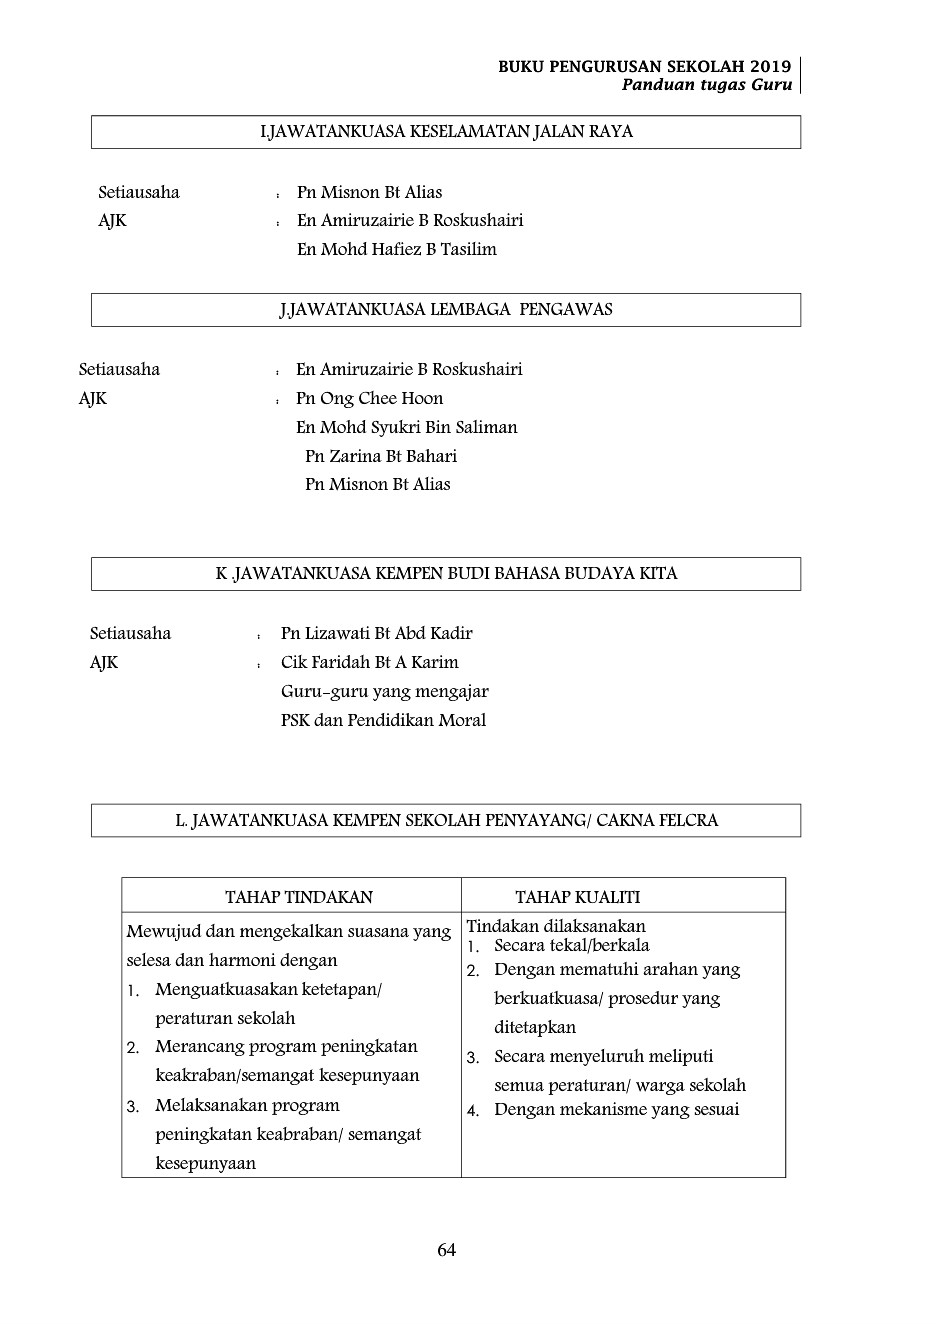 BUKU PENGURUSAN SEKOLAH 2019
Panduan tugas Guru
I.JAWATANKUASA KESELAMATAN JALAN RAYA
Setiausaha : Pn Misnon Bt Alias
AJK : En Amiruzairie B Roskushairi
En Mohd Hafiez B Tasilim
J.JAWATANKUASA LEMBAGA PENGAWAS
Setiausaha : En Amiruzairie B Roskushairi
AJK : Pn Ong Chee Hoon
En Mohd Syukri Bin Saliman
Pn Zarina Bt Bahari
Pn Misnon Bt Alias
K .JAWATANKUASA KEMPEN BUDI BAHASA BUDAYA KITA
Setiausaha : Pn Lizawati Bt Abd Kadir
AJK : Cik Faridah Bt A Karim
Guru-guru yang mengajar
PSK dan Pendidikan Moral
L. JAWATANKUASA KEMPEN SEKOLAH PENYAYANG/ CAKNA FELCRA
TAHAP TINDAKAN
Mewujud dan mengekalkan suasana yang
selesa dan harmoni dengan
1. Menguatkuasakan ketetapan/
peraturan sekolah
2. Merancang program peningkatan
keakraban/semangat kesepunyaan
3. Melaksanakan program
peningkatan keabraban/ semangat
kesepunyaan
TAHAP KUALITI
Tindakan dilaksanakan
1. Secara tekal/berkala
2. Dengan mematuhi arahan yang
berkuatkuasa/ prosedur yang
ditetapkan
3. Secara menyeluruh meliputi
semua peraturan/ warga sekolah
4. Dengan mekanisme yang sesuai
64